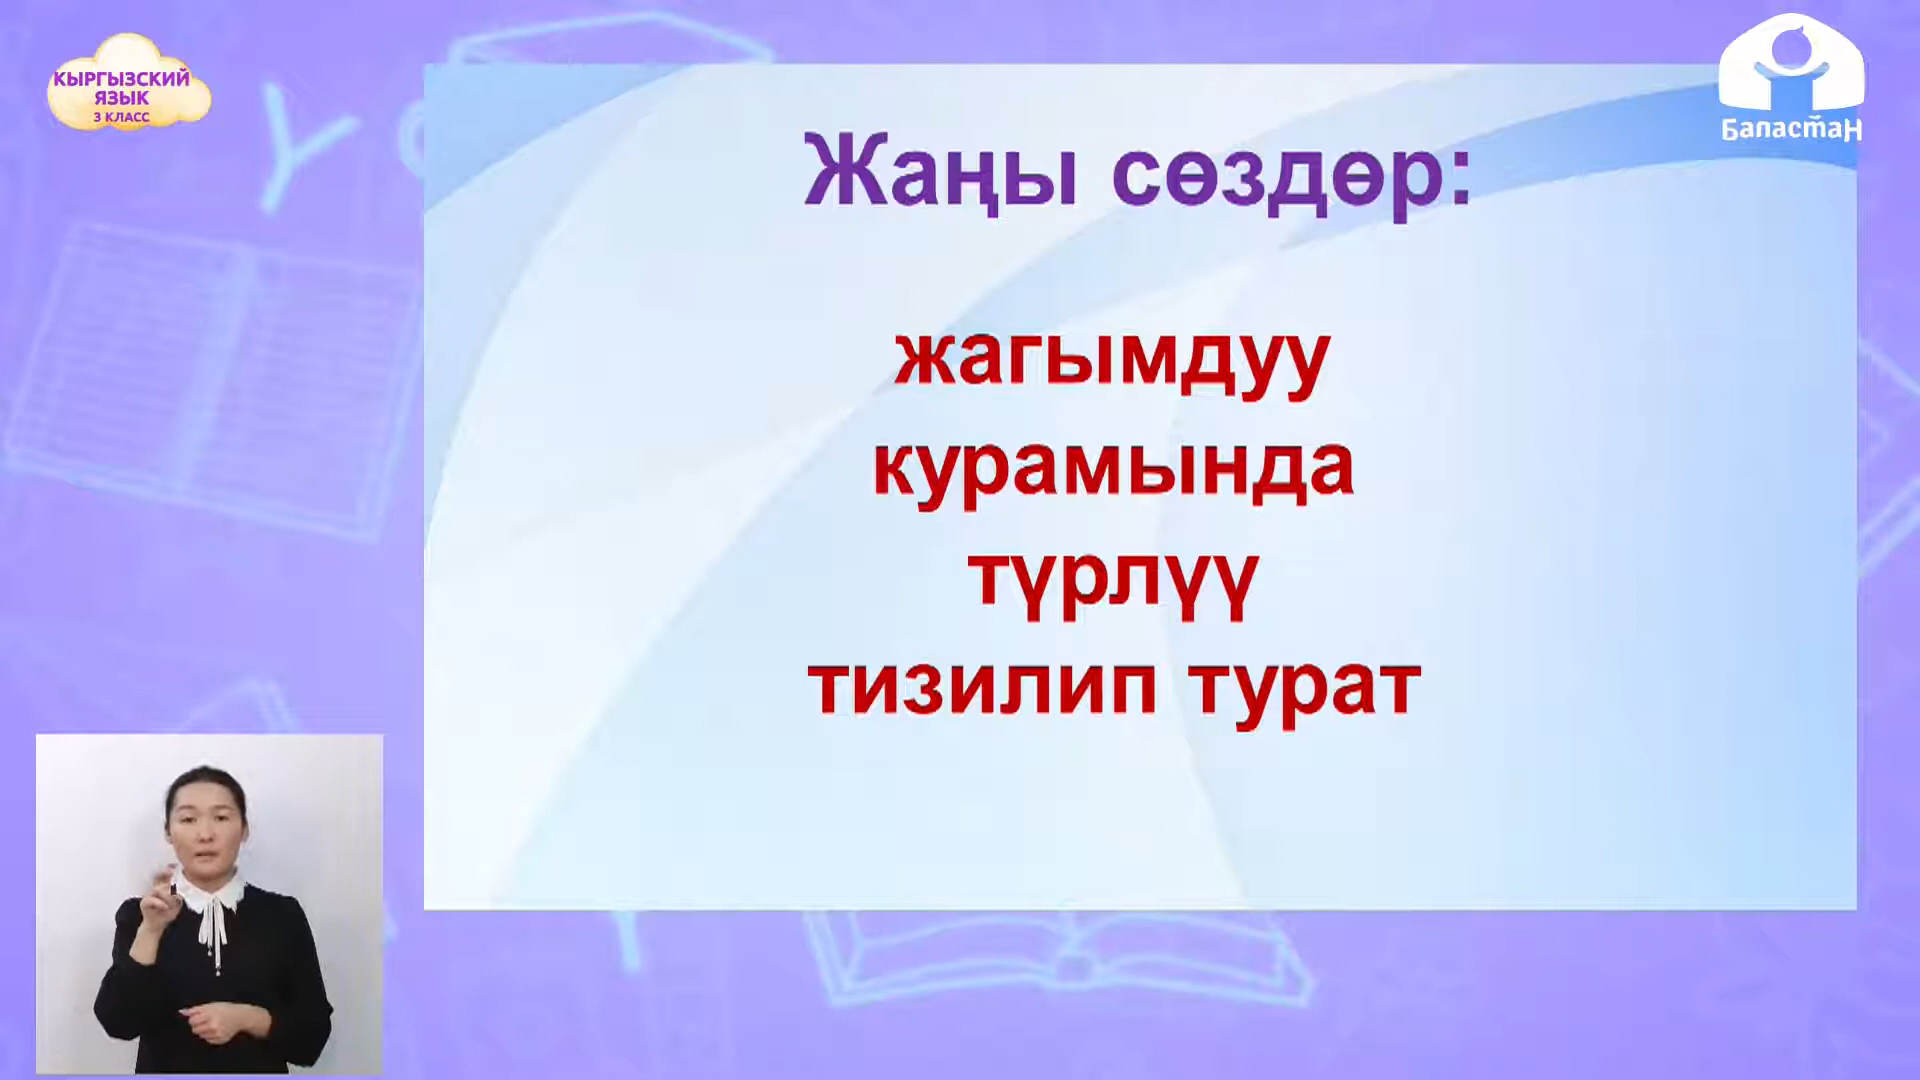 КЫРГЫЗСКИЙ
ЯЗЫК
3 КЛАСС
Баластан
Жаңы сөздөр:
жагымдуу
курамында
түрлүү
тизилип турат